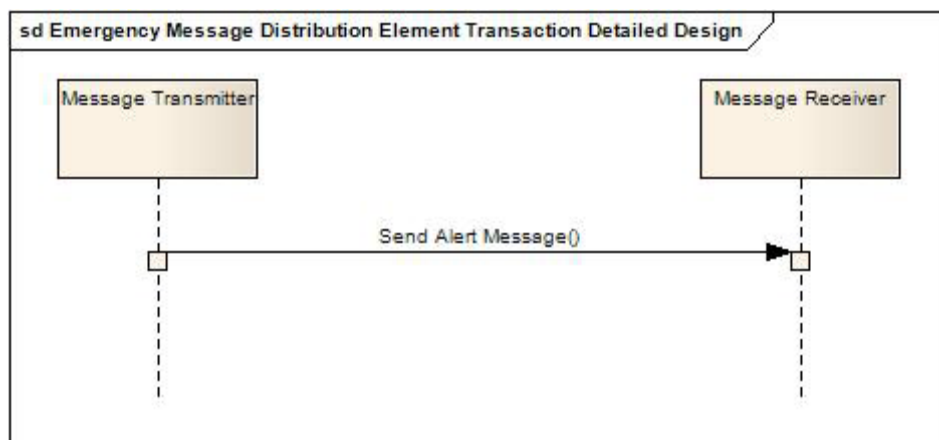 sd Emergency Message Distribution Element Transaction Detailed Design
Message Transmitter
Message Receiver
Send Alert Message()